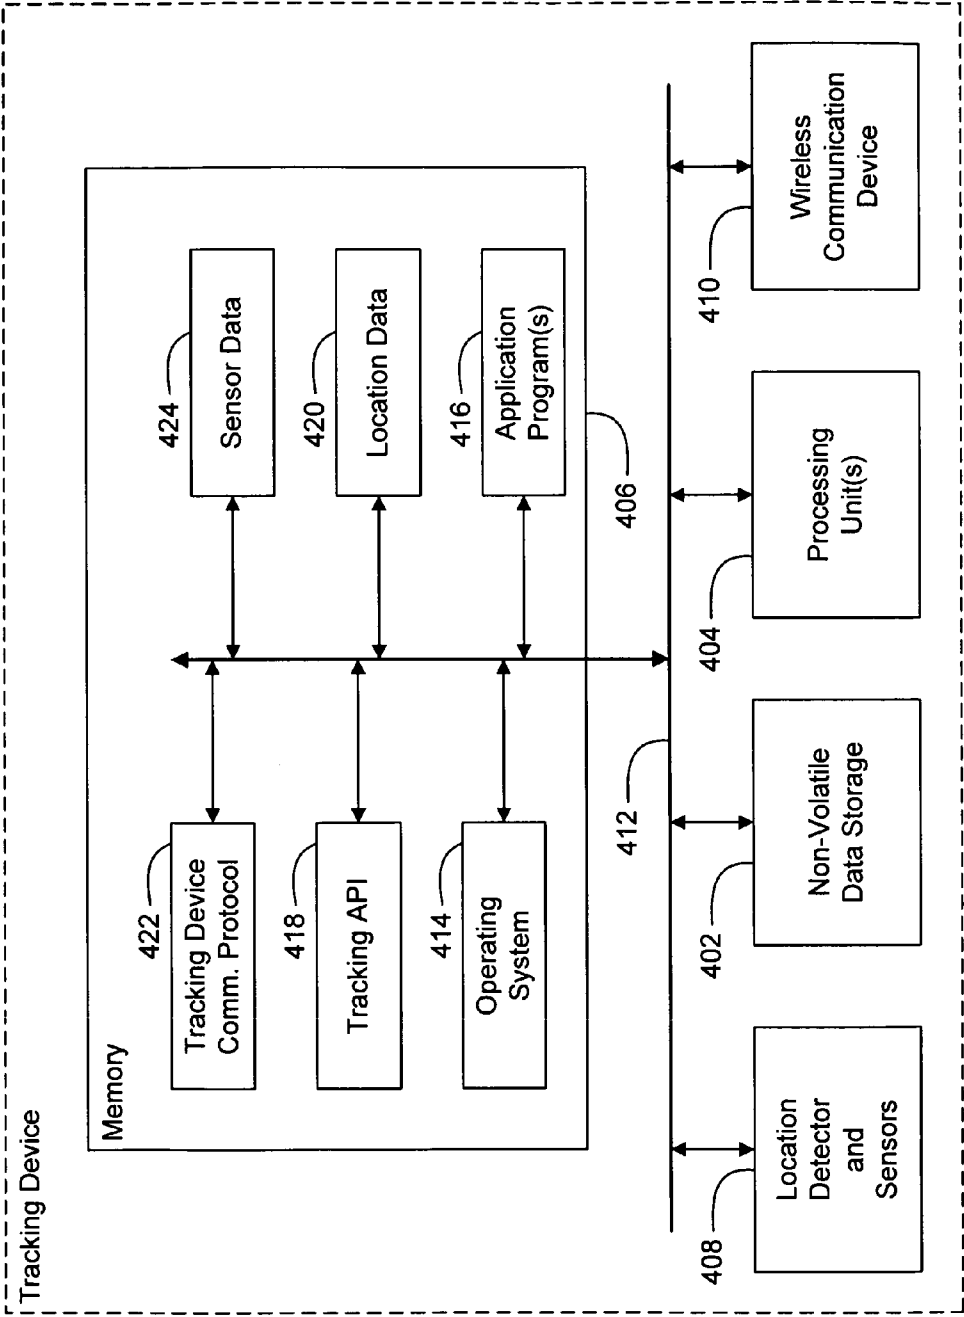 Tracking Device
Memory
422
Tracking Device
Comm. Protocol
424
Sensor Data
418
Tracking API
420
Location Data
414
Operating
System
416
Application
Program(s)
406
412
408
Location
Detector
and
Sensors
402
Non-Volatile
Data Storage
404
Processing
Unit(s)
410
Wireless
Communication
Device